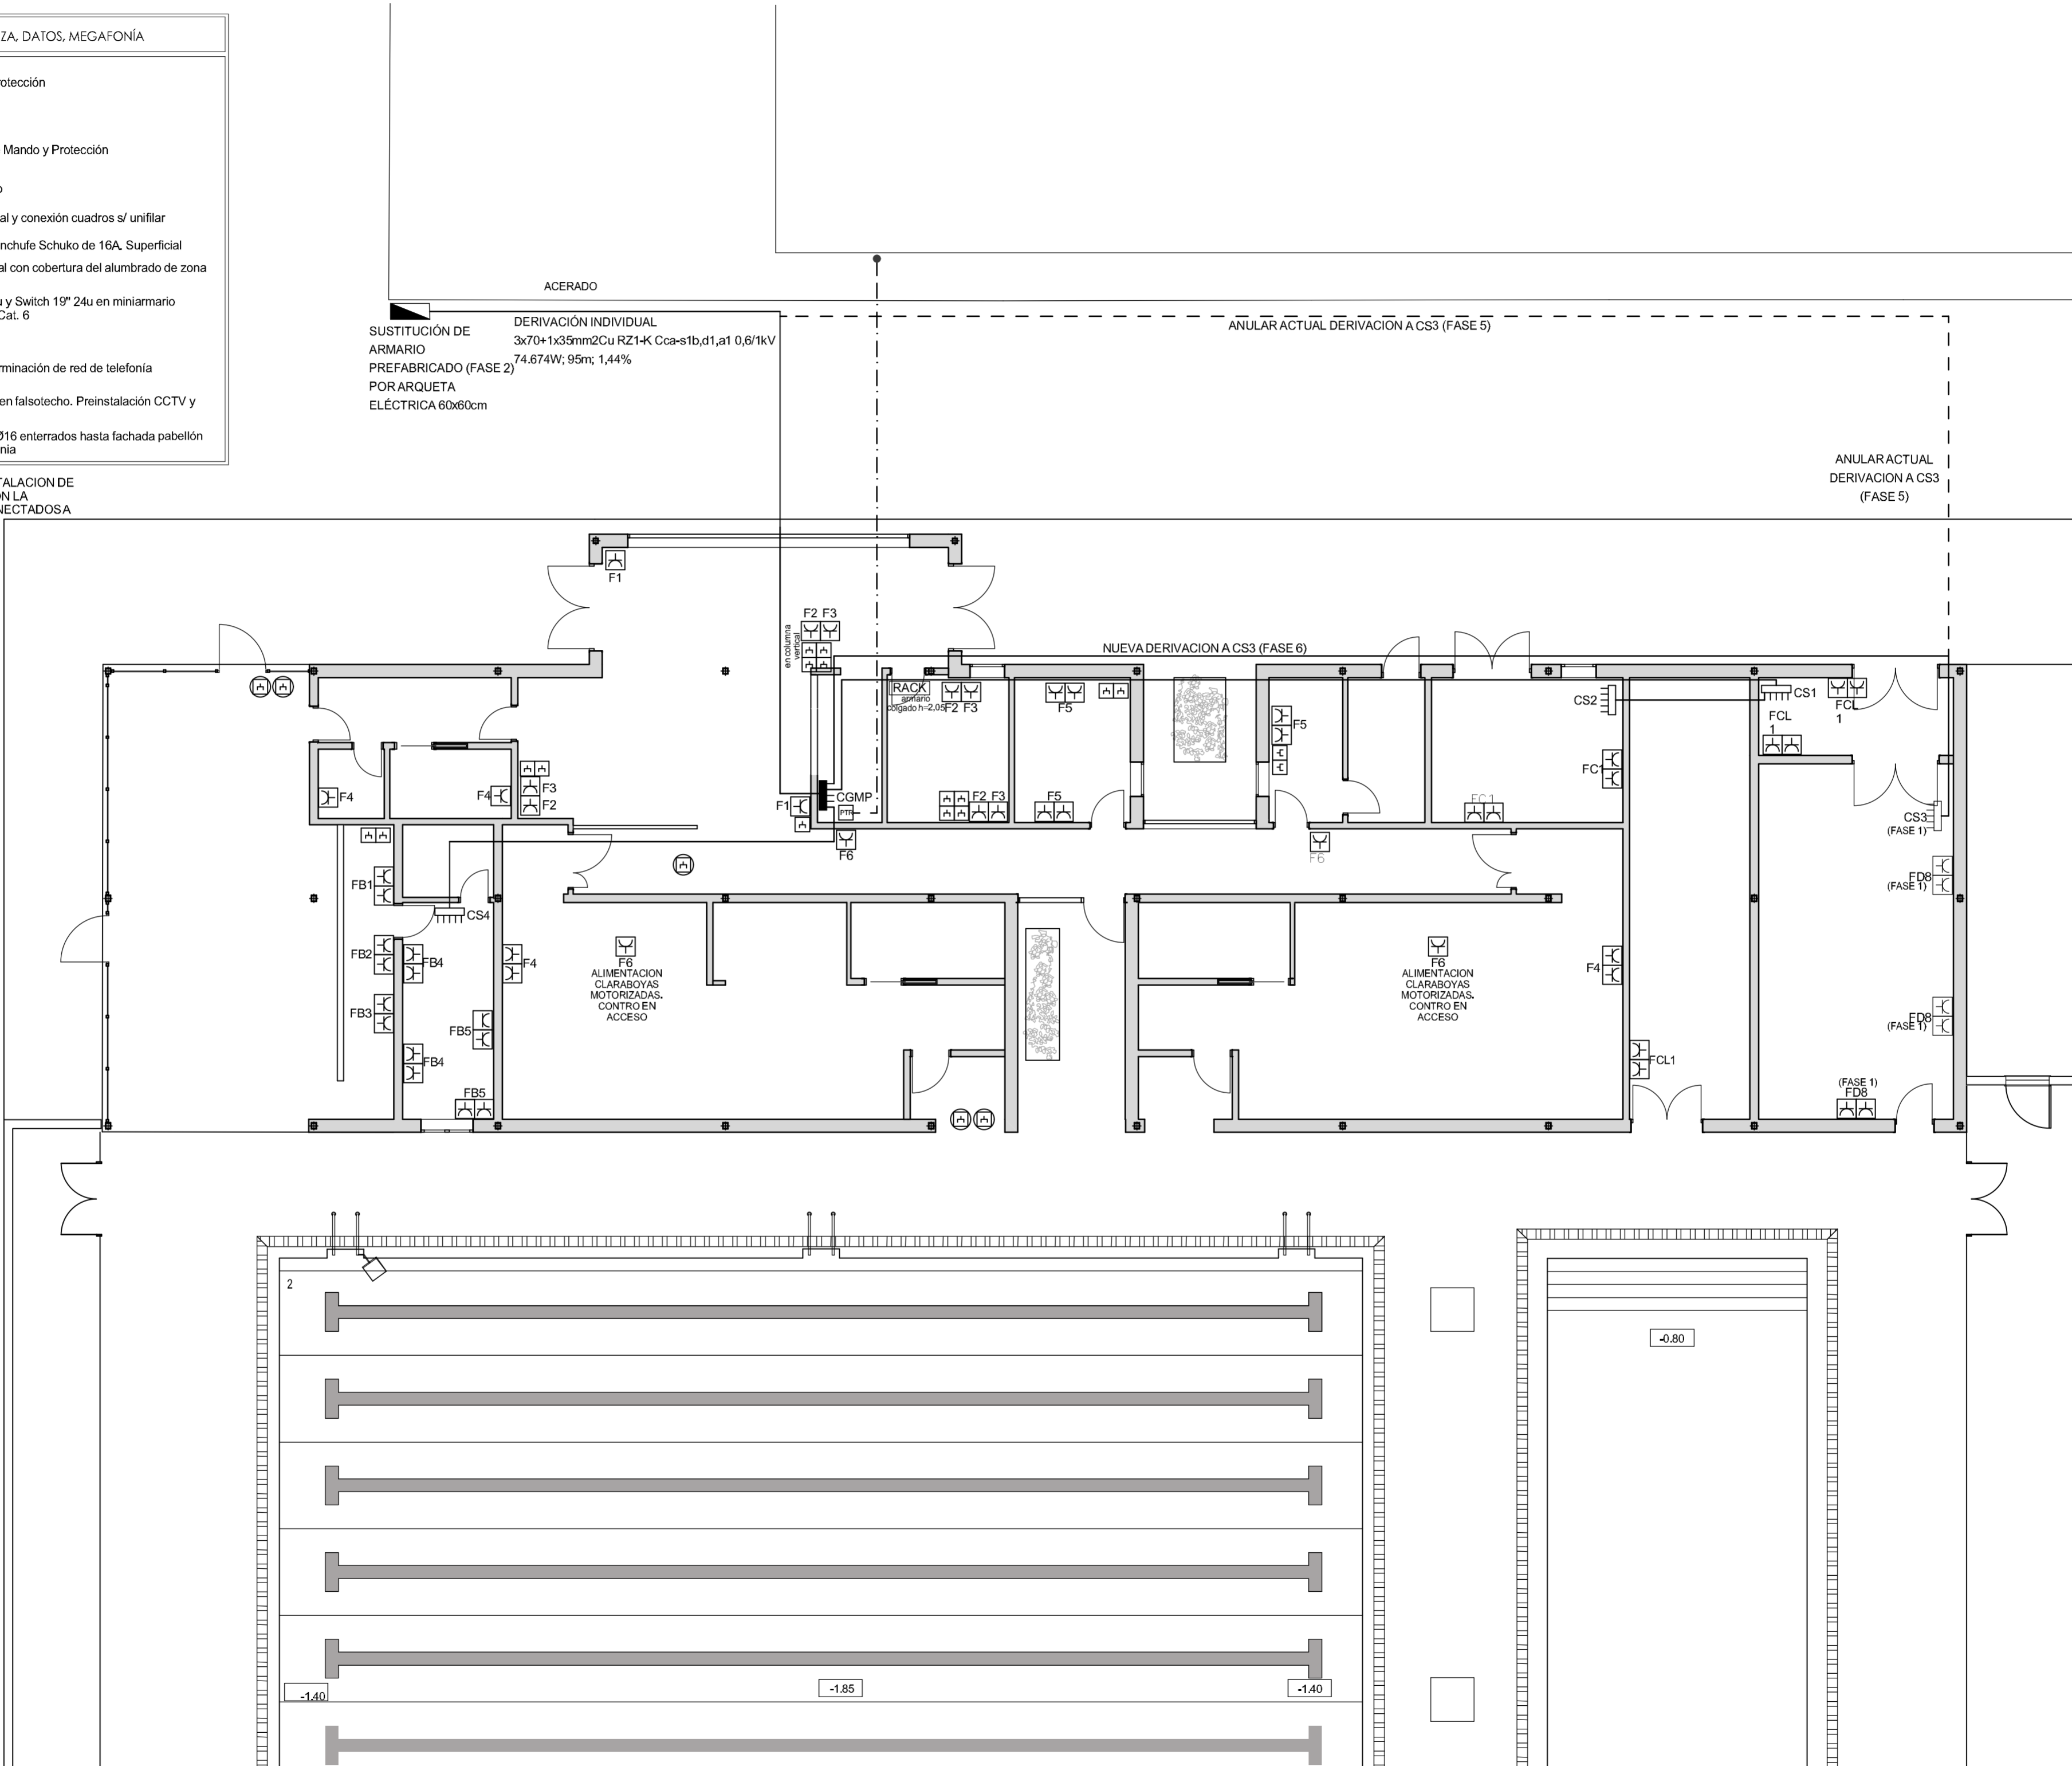 ZA, DATOS, MEGAFONÍA
rotección
Mando y Protección
o
al y conexión cuadros s/ unifilar
nchufe Schuko de 16A. Superficial
al con cobertura del alumbrado de zona
u y Switch 19" 24u en miniarmario
Cat. 6
rminación de red de telefonía
en falsotecho. Preinstalación CCTV y
Ø16 enterrados hasta fachada pabellón
nia
TALACION DE
ON LA
NECTADOS A
ACERADO
SUSTITUCIÓN DE
ARMARIO
PREFABRICADO (FASE 2)
POR ARQUETA
ELÉCTRICA 60x60cm
DERIVACIÓN INDIVIDUAL
3x70+1x35mm2Cu RZ1-K Cca-s1b,d1,a1 0,6/1kV
74.674W; 95m; 1,44%
ANULAR ACTUAL DERIVACION A CS3 (FASE 5)
ANULAR ACTUAL
DERIVACION A CS3
(FASE 5)
F1
F2 F3
en columna
vertical
NUEVA DERIVACION A CS3 (FASE 6)
RACK
armario
colgado h=2,05
F2 F3
F5
F5
CS2
CS1
FCL
1
FCL
1
F4
F4
F3
F2
F1
CGMP
PTR
F2 F3
F5
FC1
FC1
CS3
(FASE 1)
F6
F6
FB1
CS4
FD8
(FASE 1)
FB2
FB4
F4
F6
ALIMENTACION
CLARABOYAS
MOTORIZADAS.
CONTRO EN
ACCESO
F6
ALIMENTACION
CLARABOYAS
MOTORIZADAS.
CONTRO EN
ACCESO
F4
FB3
FB5
FD8
(FASE 1)
FB4
FCL1
FB5
(FASE 1)
FD8
2
-0.80
-1.40
-1.85
-1.40